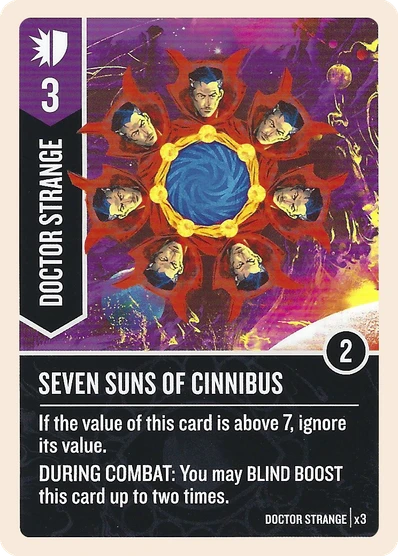 3
DOCTOR STRANGE
2
SEVEN SUNS OF CINNIBUS
If the value of this card is above 7, ignore
its value.
DURING COMBAT: You may BLIND BOOST
this card up to two times.
DOCTOR STRANGE | x3